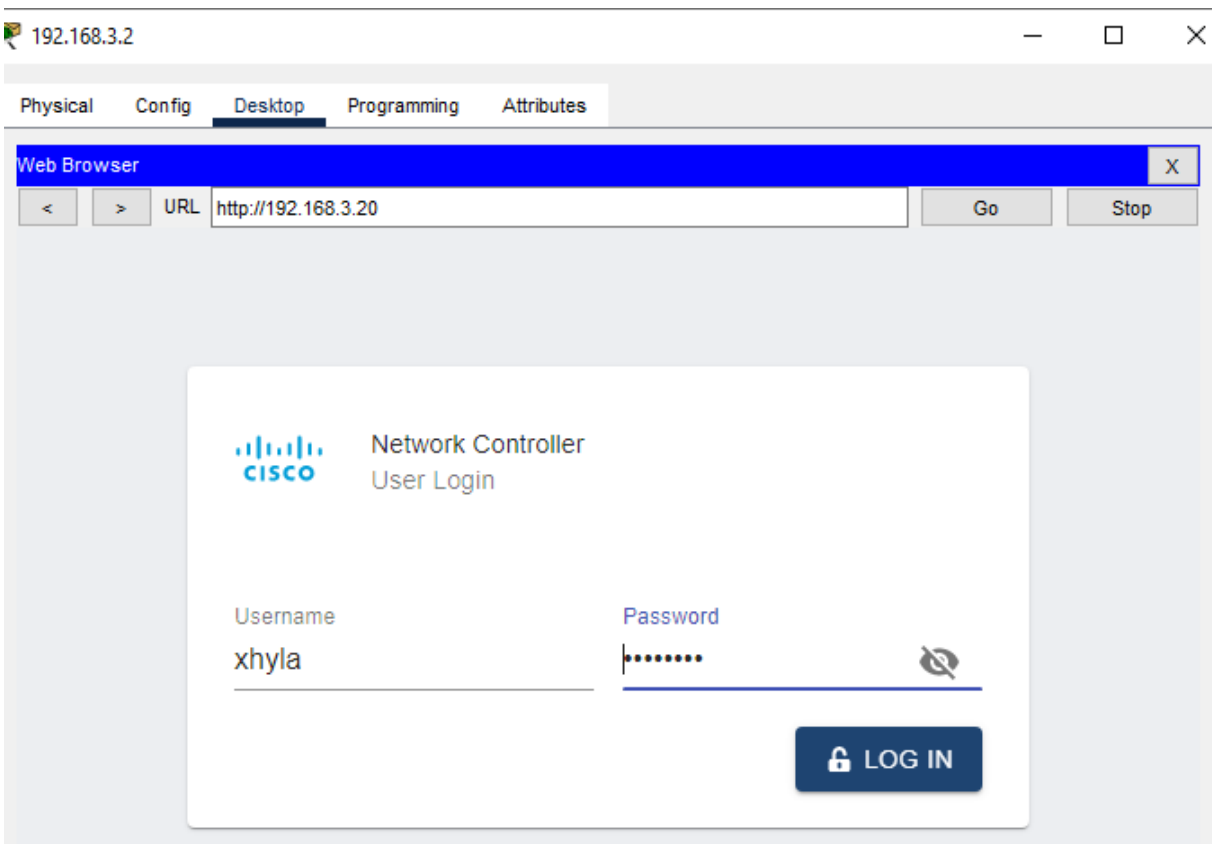 192.168.3.2
Physical Config Desktop Programming Attributes
Web Browser X
< > URL http://192.168.3.20 Go Stop
CISCO
Network Controller
User Login
Username Password
xhyla ••••••••
LOG IN